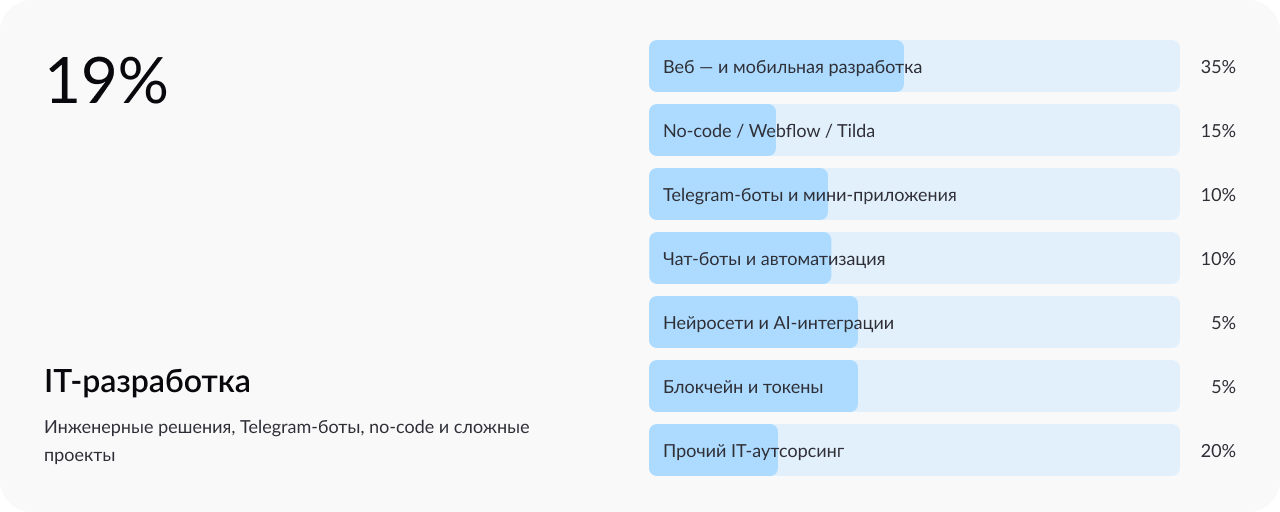 19%
IT-разработка
Инженерные решения, Telegram-боты, no-code и сложные
проекты
Веб — и мобильная разработка 35%
No-code / Webflow / Tilda 15%
Telegram-боты и мини-приложения 10%
Чат-боты и автоматизация 10%
Нейросети и AI-интеграции 5%
Блокчейн и токены 5%
Прочий IT-аутсорсинг 20%